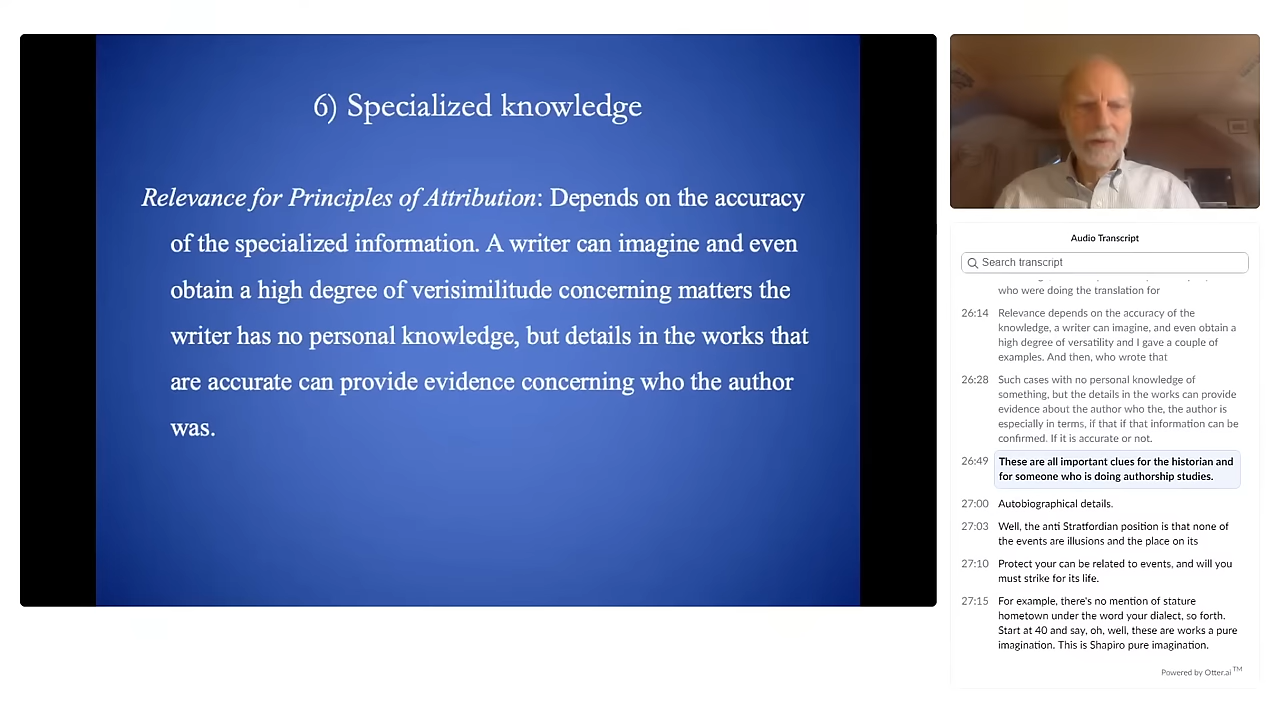 6) Specialized knowledge
Relevance for Principles of Attribution: Depends on the accuracy
of the specialized information. A writer can imagine and even
obtain a high degree of verisimilitude concerning matters the
writer has no personal knowledge, but details in the works that
are accurate can provide evidence concerning who the author
was.
Audio Transcript
Search transcript
who were doing the translation for
26:14 Relevance depends on the accuracy of the
knowledge, a writer can imagine, and even obtain a
high degree of versatility and I gave a couple of
examples. And then, who wrote that
26:28 Such cases with no personal knowledge of
something, but the details in the works can provide
evidence about the author who the, the author is
especially in terms, if that if that information can be
confirmed. If it is accurate or not.
26:49 These are all important clues for the historian and
for someone who is doing authorship studies.
27:00 Autobiographical details.
27:03 Well, the anti Stratfordian position is that none of
the events are illusions and the place on its
27:10 Protect your can be related to events, and will you
must strike for its life.
27:15 For example, there's no mention of stature
hometown under the word your dialect, so forth.
Start at 40 and say, oh, well, these are works a pure
imagination. This is Shapiro pure imagination.
Powered by Otter.ai TM